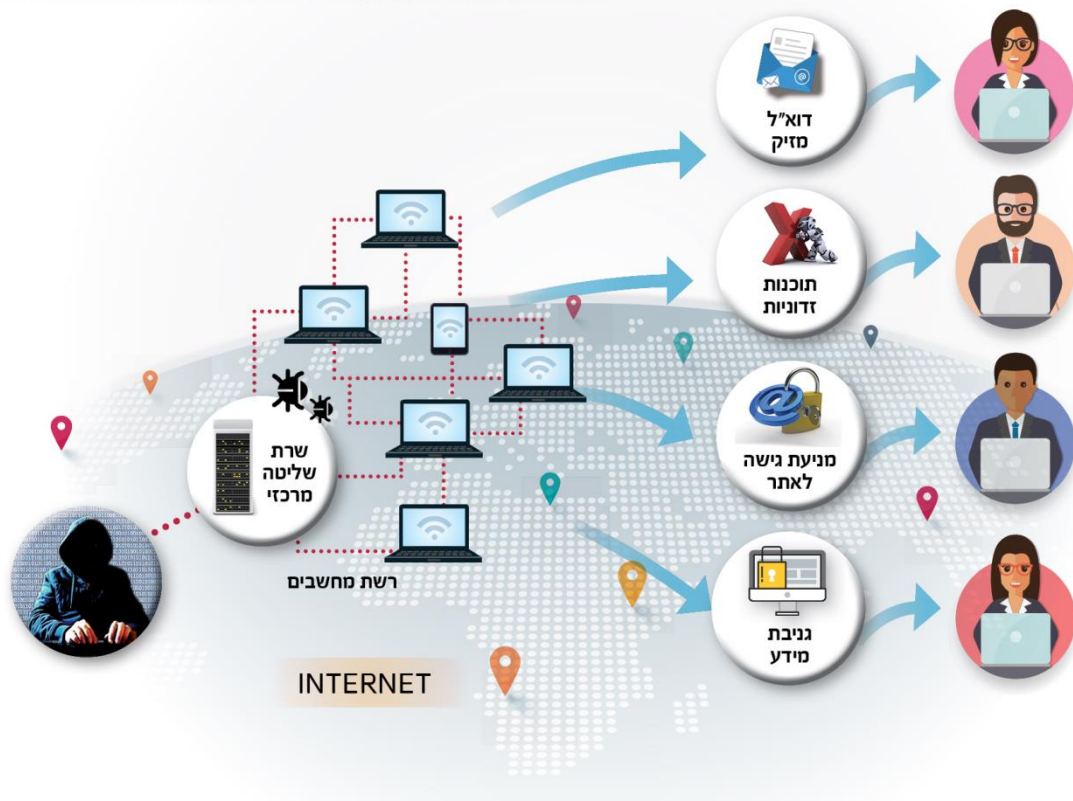 דוא"ל
מזיק
תוכנות
זדוניות
שרת
שליטה
מרכזי
מניעת גישה
לאתר
רשת מחשבים
גניבת
מידע
INTERNET